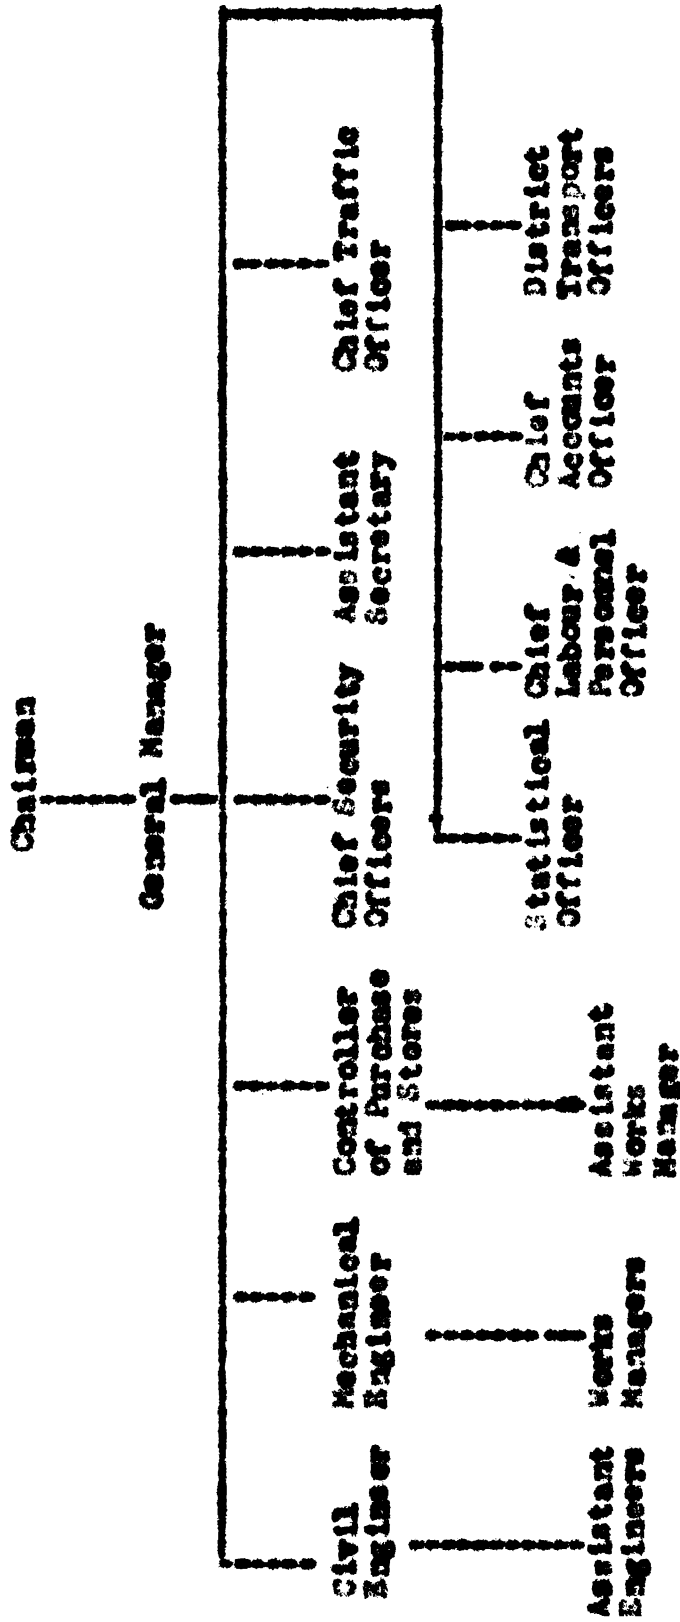 Chairman
General Manager
Civil
Engineer
Mechanical
Engineer
Controller
of Purchase
and Stores
Chief Security
Officers
Assistant
Secretary
Chief Traffic
Officer
Statistical
Officer
Chief
Labour &
Personnel
Officer
Chief
Accounts
Officer
District
Transport
Officers
Assistant
Engineers
Works
Managers
Assistant
Works
Manager